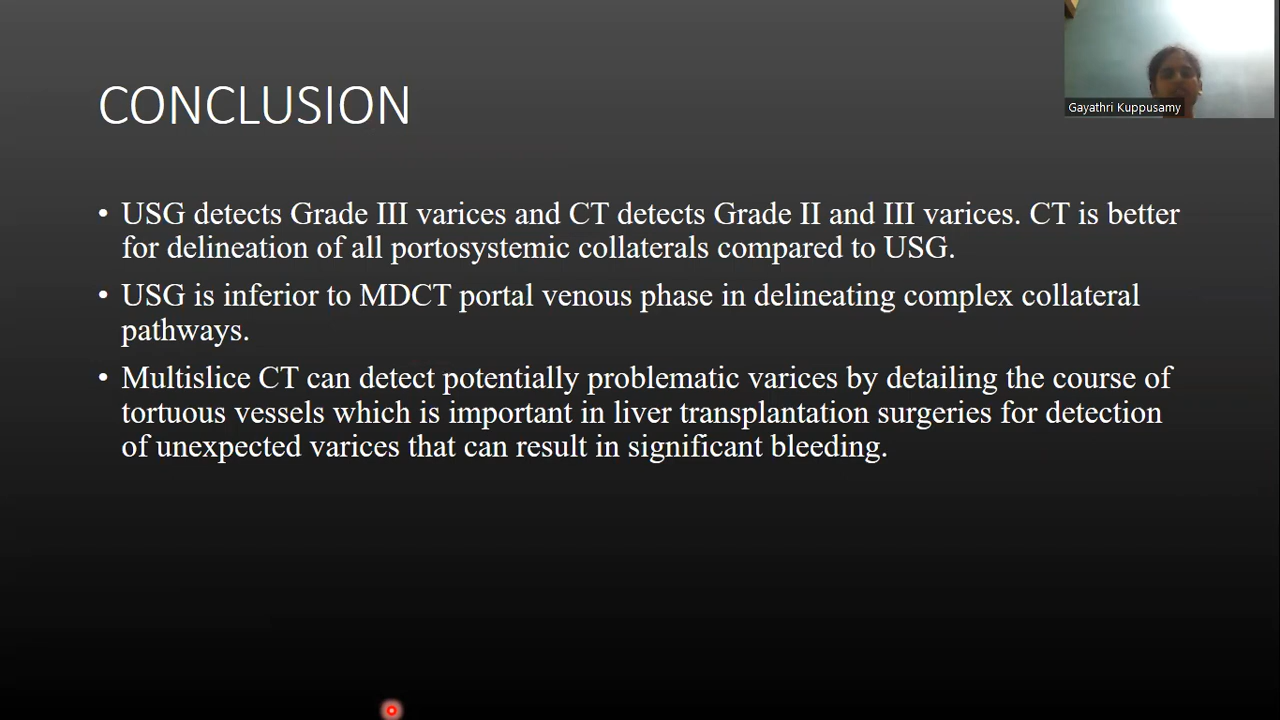 Gayathri Kuppusamy
CONCLUSION
• USG detects Grade III varices and CT detects Grade II and III varices. CT is better
for delineation of all portosystemic collaterals compared to USG.
• USG is inferior to MDCT portal venous phase in delineating complex collateral
pathways.
• Multislice CT can detect potentially problematic varices by detailing the course of
tortuous vessels which is important in liver transplantation surgeries for detection
of unexpected varices that can result in significant bleeding.